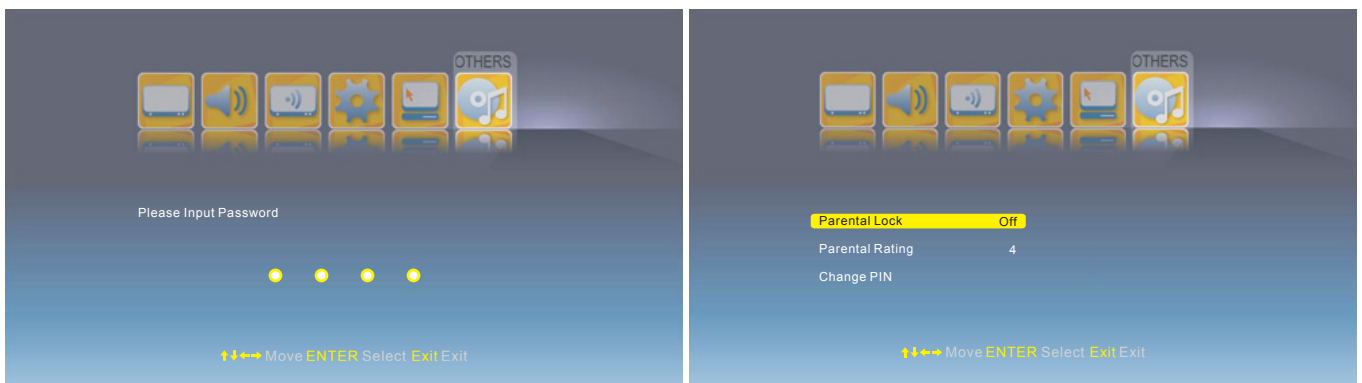 OTHERS
Please Input Password
Move ENTER Select Exit Exit
OTHERS
Parental Lock Off
Parental Rating 4
Change PIN
Move ENTER Select Exit Exit